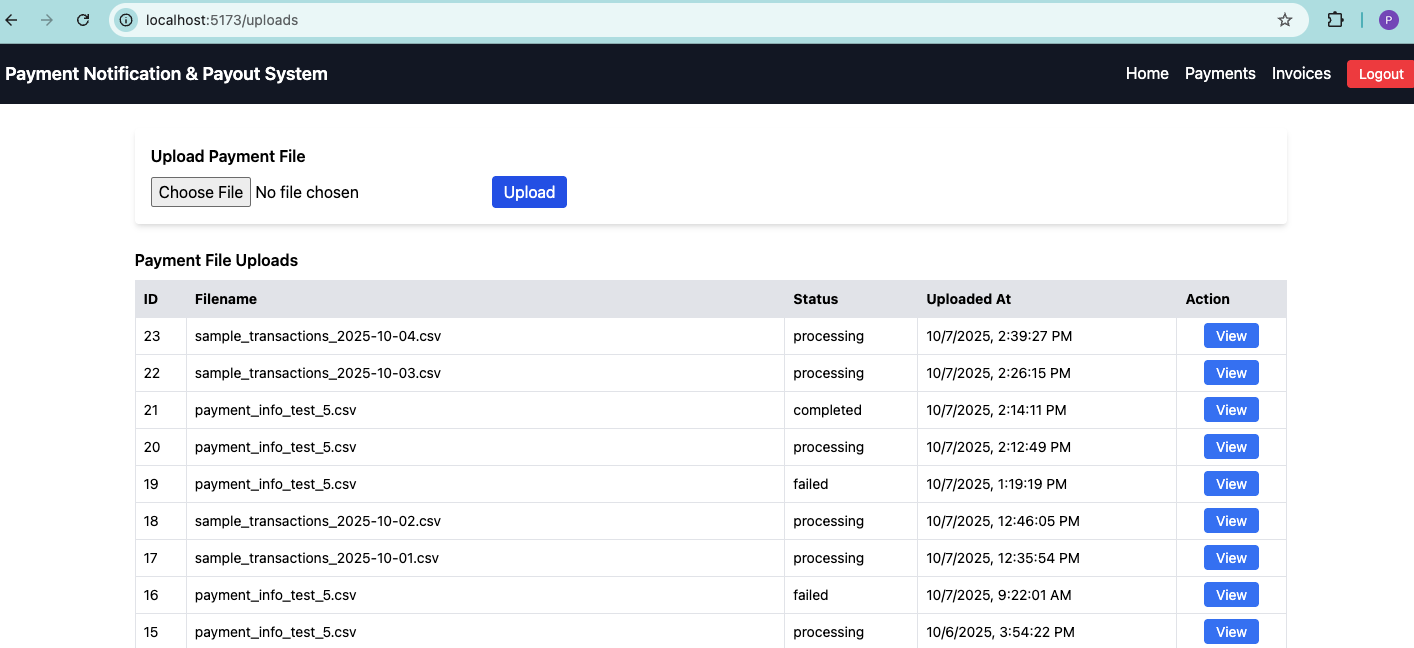 localhost:5173/uploads
P
Payment Notification & Payout System Home Payments Invoices Logout
Upload Payment File
Choose File No file chosen Upload
Payment File Uploads
ID Filename Status Uploaded At Action
23 sample_transactions_2025-10-04.csv processing 10/7/2025, 2:39:27 PM View
22 sample_transactions_2025-10-03.csv processing 10/7/2025, 2:26:15 PM View
21 payment_info_test_5.csv completed 10/7/2025, 2:14:11 PM View
20 payment_info_test_5.csv processing 10/7/2025, 2:12:49 PM View
19 payment_info_test_5.csv failed 10/7/2025, 1:19:19 PM View
18 sample_transactions_2025-10-02.csv processing 10/7/2025, 12:46:05 PM View
17 sample_transactions_2025-10-01.csv processing 10/7/2025, 12:35:54 PM View
16 payment_info_test_5.csv failed 10/7/2025, 9:22:01 AM View
15 payment_info_test_5.csv processing 10/6/2025, 3:54:22 PM View